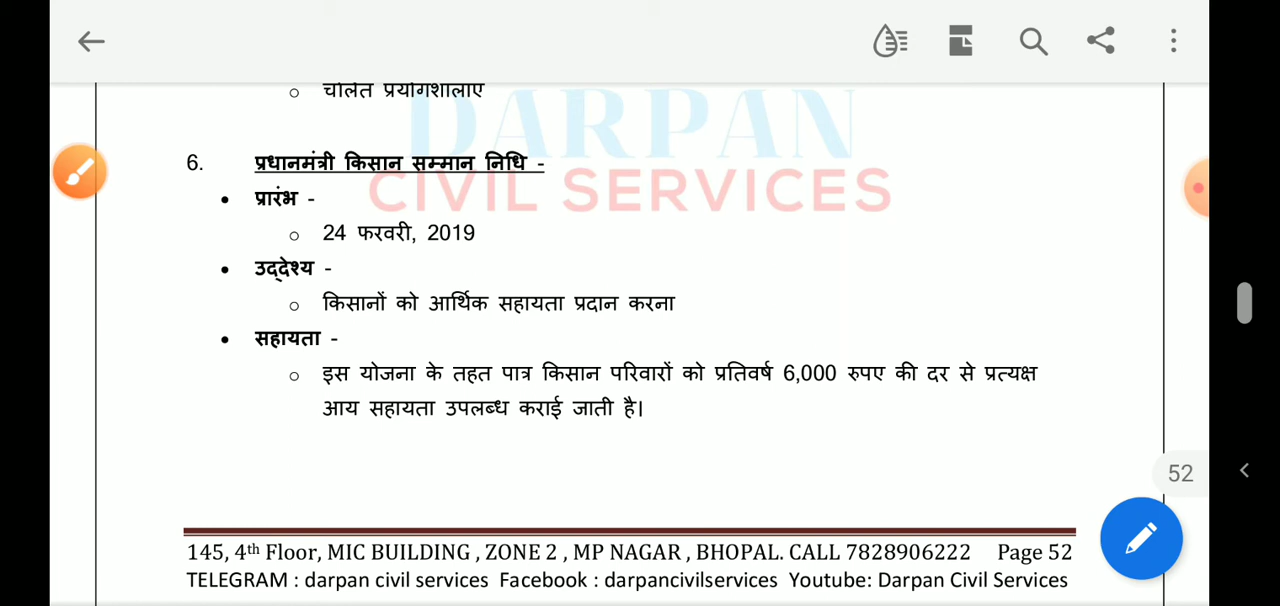 चलित प्रयोगशालाएं
DARPAN
6. प्रधानमंत्री किसान सम्मान निधि -
CIVIL SERVICES
• प्रारंभ -
○ 24 फरवरी, 2019
• उद्देश्य -
○ किसानों को आर्थिक सहायता प्रदान करना
• सहायता -
○ इस योजना के तहत पात्र किसान परिवारों को प्रतिवर्ष 6,000 रुपए की दर से प्रत्यक्ष
आय सहायता उपलब्ध कराई जाती है।
52
145, 4th Floor, MIC BUILDING , ZONE 2 , MP NAGAR , BHOPAL. CALL 7828906222 Page 52
TELEGRAM : darpan civil services Facebook : darpancivilservices Youtube: Darpan Civil Services